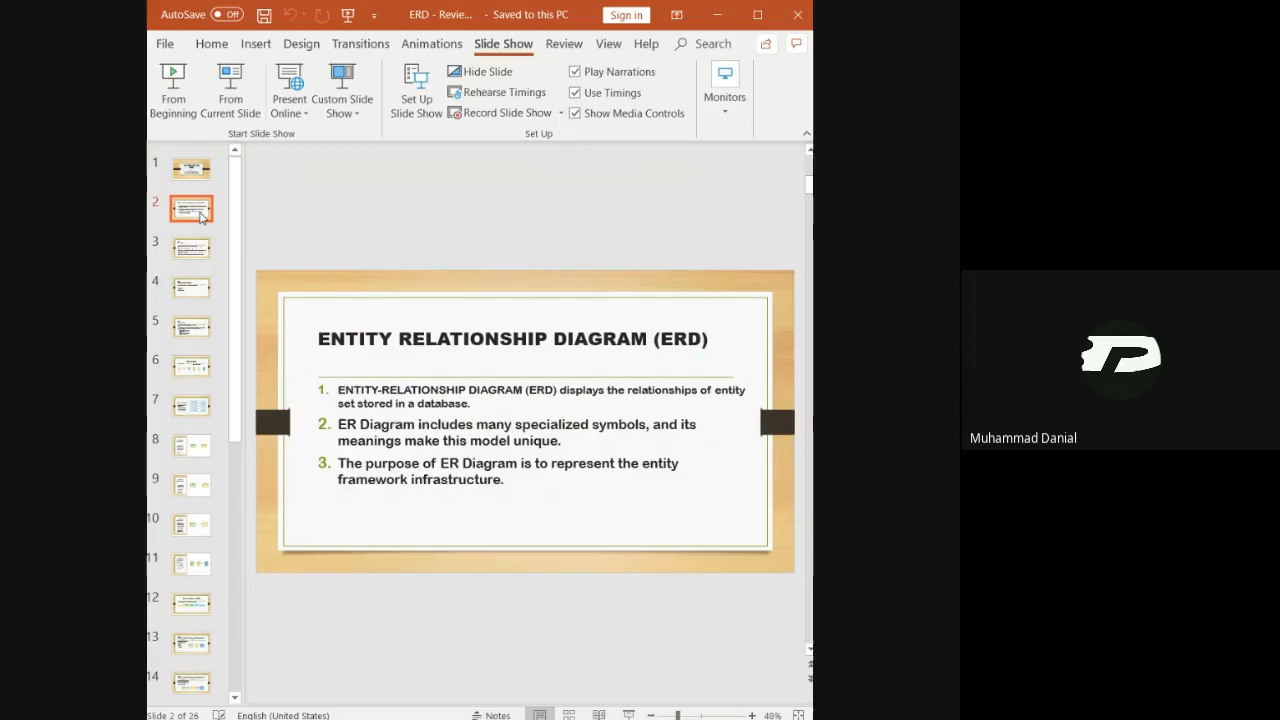 AutoSave Off ERD - Revie... - Saved to this PC Sign in
File Home Insert Design Transitions Animations Slide Show Review View Help Search
From Beginning
From Current Slide
Present Online
Custom Slide Show
Set Up Slide Show
Hide Slide
Rehearse Timings
Record Slide Show
Play Narrations
Use Timings
Show Media Controls
Monitors
Start Slide Show
Set Up
1
2
3
4
5
6
7
8
9
10
11
12
13
14
ENTITY RELATIONSHIP DIAGRAM (ERD)
1. ENTITY-RELATIONSHIP DIAGRAM (ERD) displays the relationships of entity
set stored in a database.
2. ER Diagram includes many specialized symbols, and its
meanings make this model unique.
3. The purpose of ER Diagram is to represent the entity
framework infrastructure.
Muhammad Danial
Slide 2 of 26 English (United States) Notes 48%